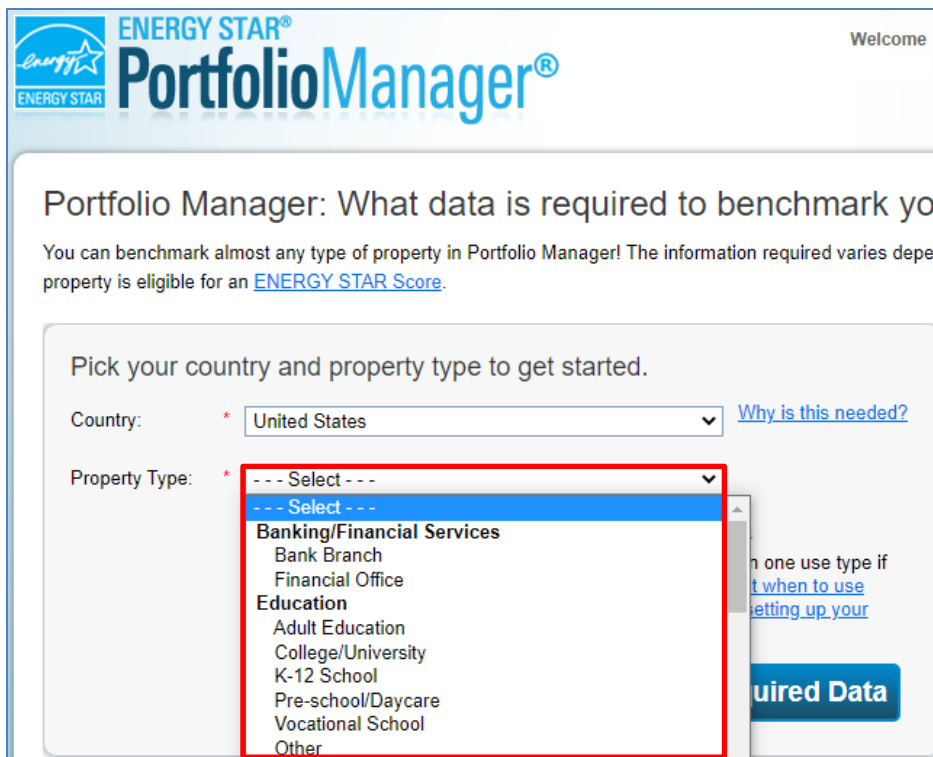 ENERGY STAR®
PortfolioManager®
energy
ENERGY STAR
Welcome
Portfolio Manager: What data is required to benchmark yo
You can benchmark almost any type of property in Portfolio Manager! The information required varies depe
property is eligible for an ENERGY STAR Score.
Pick your country and property type to get started.
Country: * United States Why is this needed?
Property Type: * - - - Select - - -
- - - Select - - -
Banking/Financial Services
Bank Branch
Financial Office
n one use type if
t when to use
Education
setting up your
Adult Education
College/University
K-12 School
Pre-school/Daycare
uired Data
Vocational School
Other